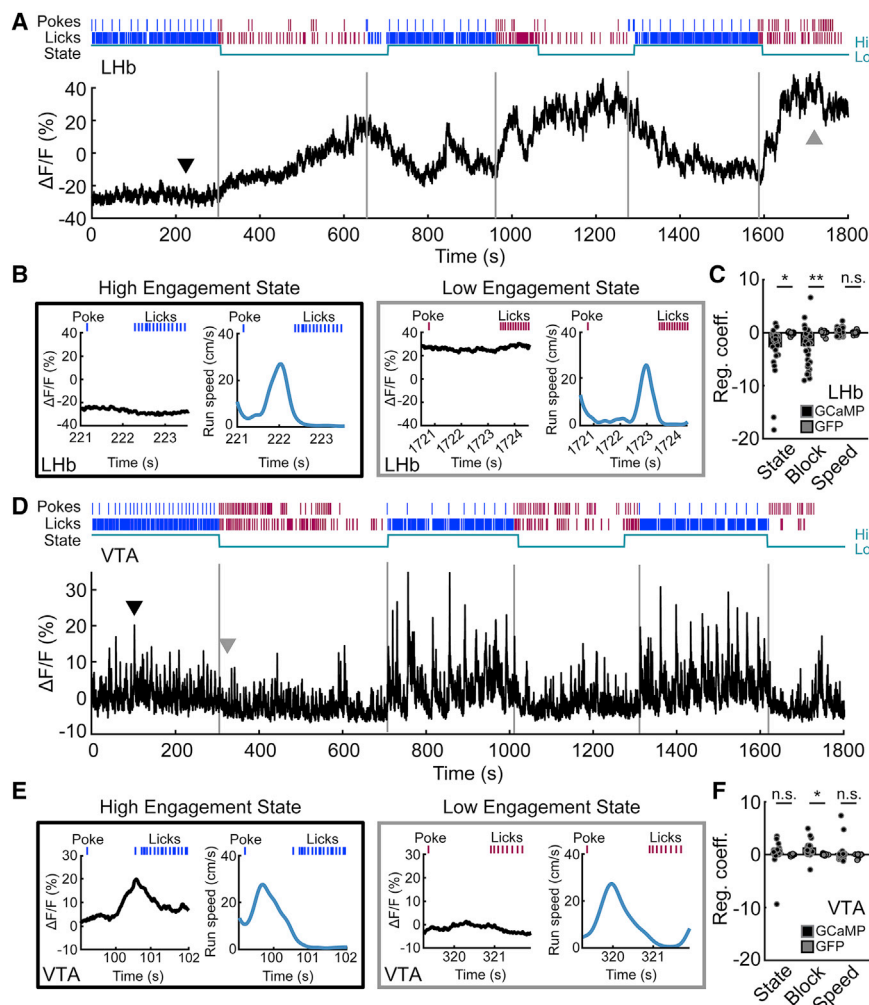 A
Pokes
Licks
State
Hi
Lo
LHb
ΔF/F (%)
40
20
0
-20
-40
0 200 400 600 800 1000 1200 1400 1600 1800
Time (s)
B
High Engagement State
Low Engagement State
Poke Licks
ΔF/F (%)
40
20
0
-20
-40
221 222 223
Time (s)
LHb
Run speed (cm/s)
40
20
0
221 222 223
Time (s)
Poke Licks
ΔF/F (%)
40
20
0
-20
-40
1721 1722 1723 1724
Time (s)
LHb
Poke Licks
Run speed (cm/s)
40
20
0
1721 1722 1723 1724
Time (s)
C
* ** n.s.
Reg. coeff.
10
0
-10
-20
LHb
GCaMP
GFP
State Block Speed
D
Pokes
Licks
State
Hi
Lo
VTA
ΔF/F (%)
30
20
10
0
-10
0 200 400 600 800 1000 1200 1400 1600 1800
Time (s)
E
High Engagement State
Low Engagement State
Poke Licks
ΔF/F (%)
30
20
10
0
-10
100 101 102
Time (s)
VTA
Run speed (cm/s)
40
20
0
100 101 102
Time (s)
Poke Licks
ΔF/F (%)
30
20
10
0
-10
320 321
Time (s)
VTA
Poke Licks
Run speed (cm/s)
40
20
0
320 321
Time (s)
F
n.s. * n.s.
Reg. coeff.
10
0
-10
-20
VTA
GCaMP
GFP
State Block Speed